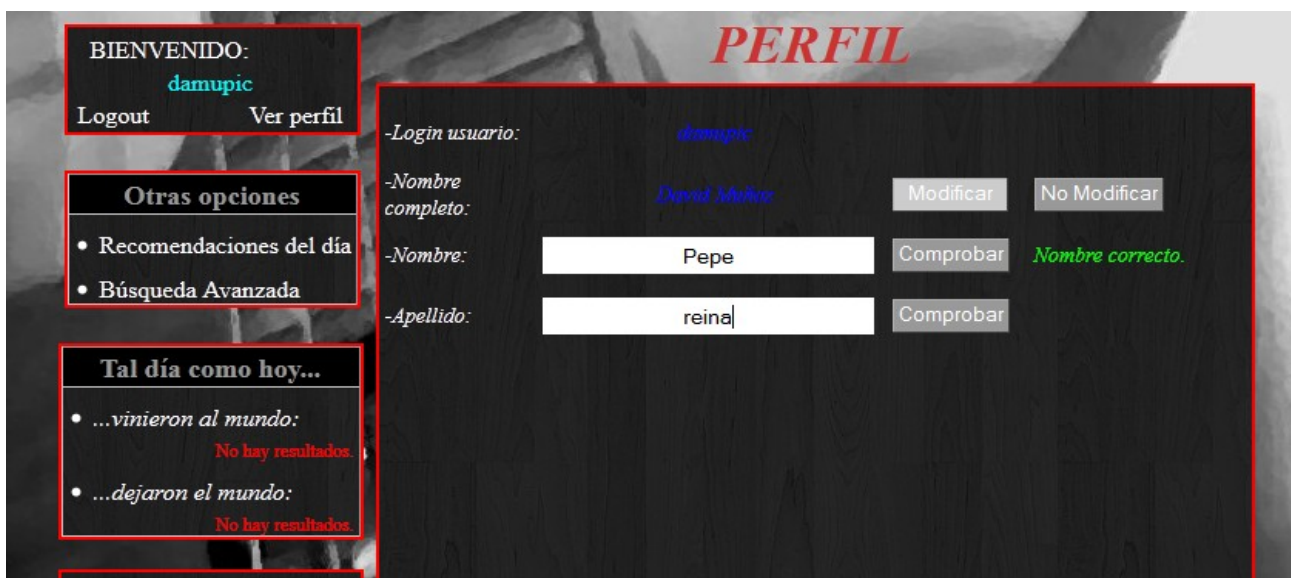 BIENVENIDO:
damupic
Logout Ver perfil
Otras opciones
Recomendaciones del día
Búsqueda Avanzada
Tal día como hoy...
...vinieron al mundo:
No hay resultados.
...dejaron el mundo:
No hay resultados.
PERFIL
-Login usuario: damupic
-Nombre
completo: David Muñoz Modificar No Modificar
-Nombre: Pepe Comprobar Nombre correcto.
-Apellido: reina Comprobar